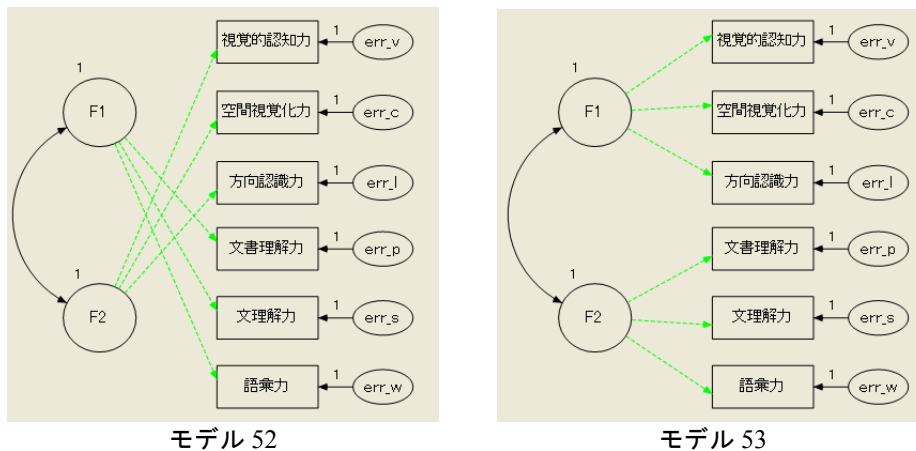 1
F1
1
F2
視覚的認知力
1
err_v
空間視覚化力
1
err_c
方向認識力
1
err_l
文書理解力
1
err_p
文理解力
1
err_s
語彙力
1
err_w
モデル 52
1
F1
1
F2
視覚的認知力
1
err_v
空間視覚化力
1
err_c
方向認識力
1
err_l
文書理解力
1
err_p
文理解力
1
err_s
語彙力
1
err_w
モデル 53